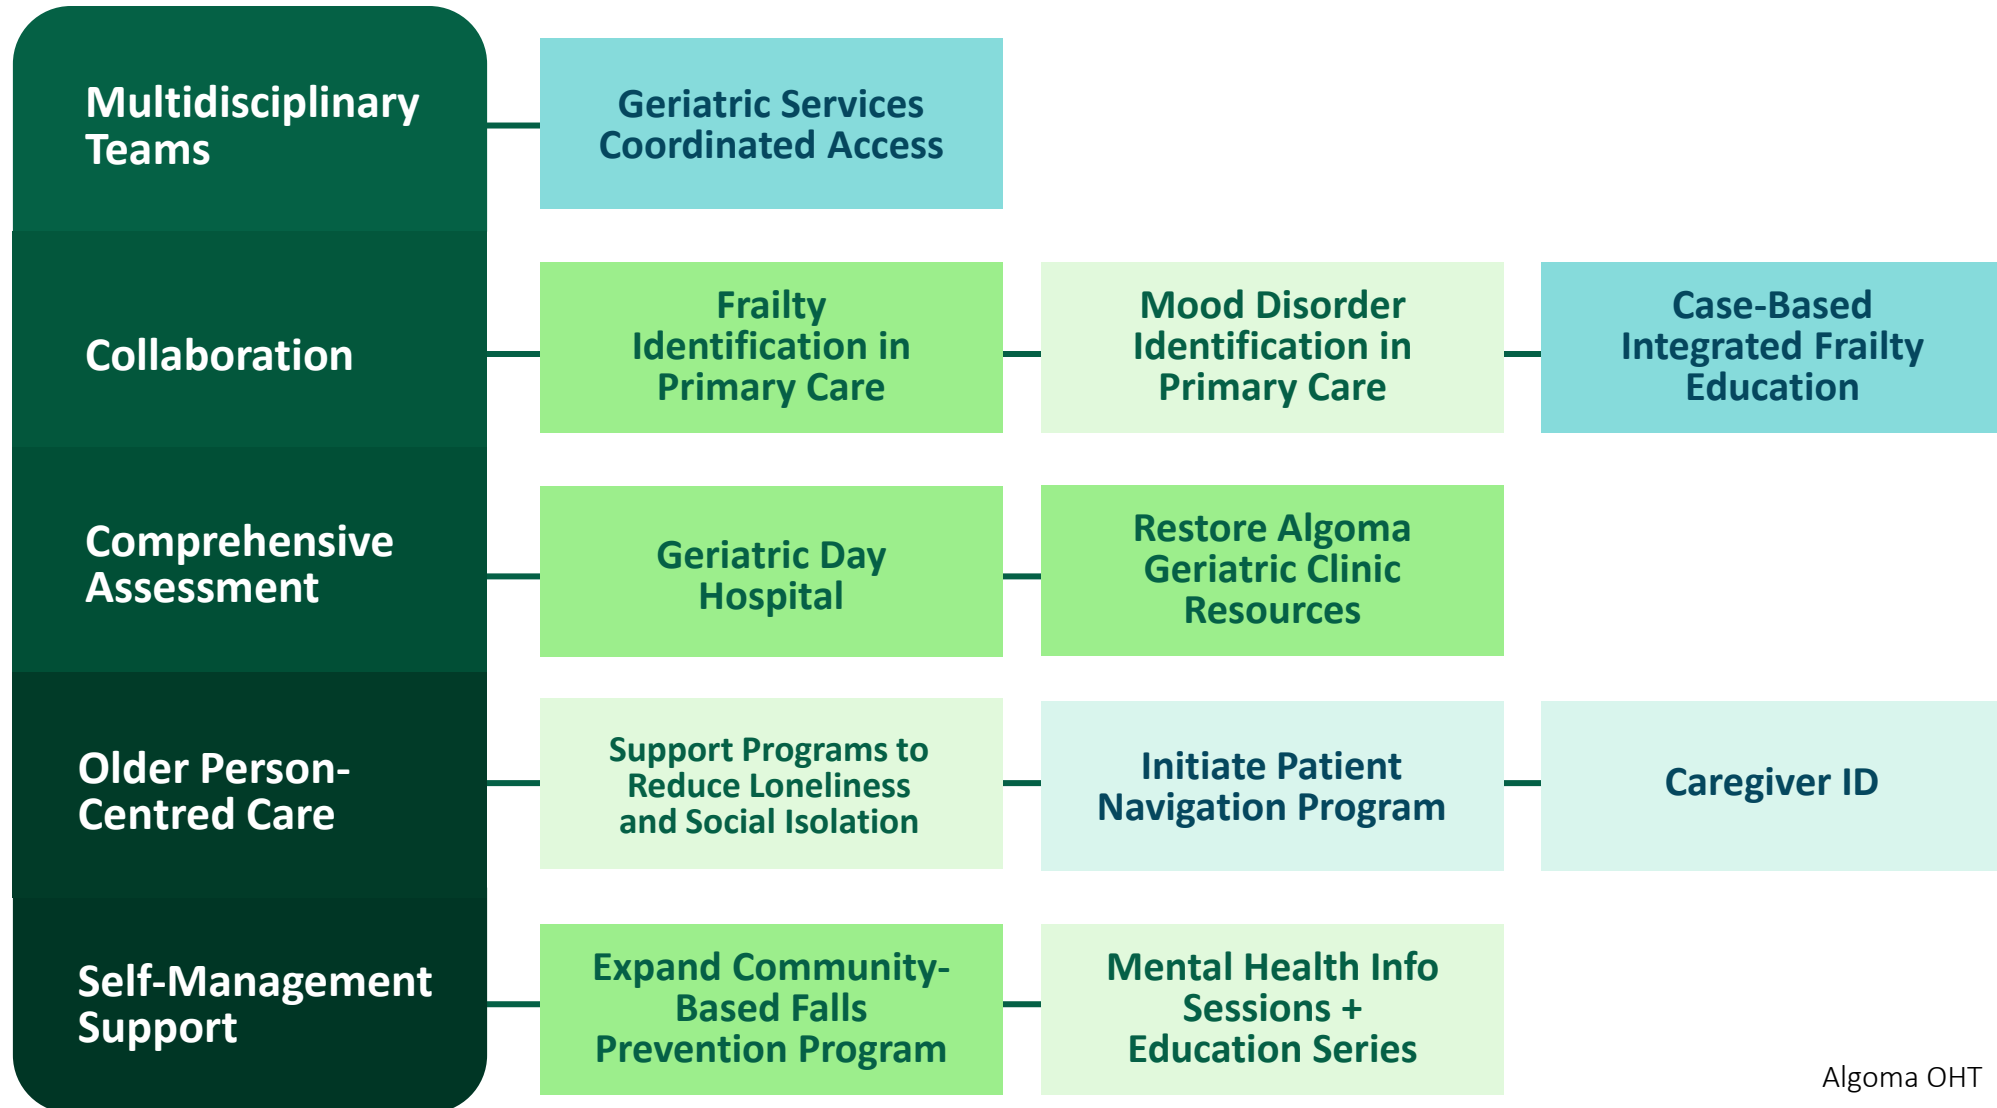 Multidisciplinary
Teams
Geriatric Services
Coordinated Access
Collaboration
Frailty
Identification in
Primary Care
Mood Disorder
Identification in
Primary Care
Case-Based
Integrated Frailty
Education
Comprehensive
Assessment
Geriatric Day
Hospital
Restore Algoma
Geriatric Clinic
Resources
Older Person-
Centred Care
Support Programs to
Reduce Loneliness
and Social Isolation
Initiate Patient
Navigation Program
Caregiver ID
Self-Management
Support
Expand Community-
Based Falls
Prevention Program
Mental Health Info
Sessions +
Education Series
Algoma OHT